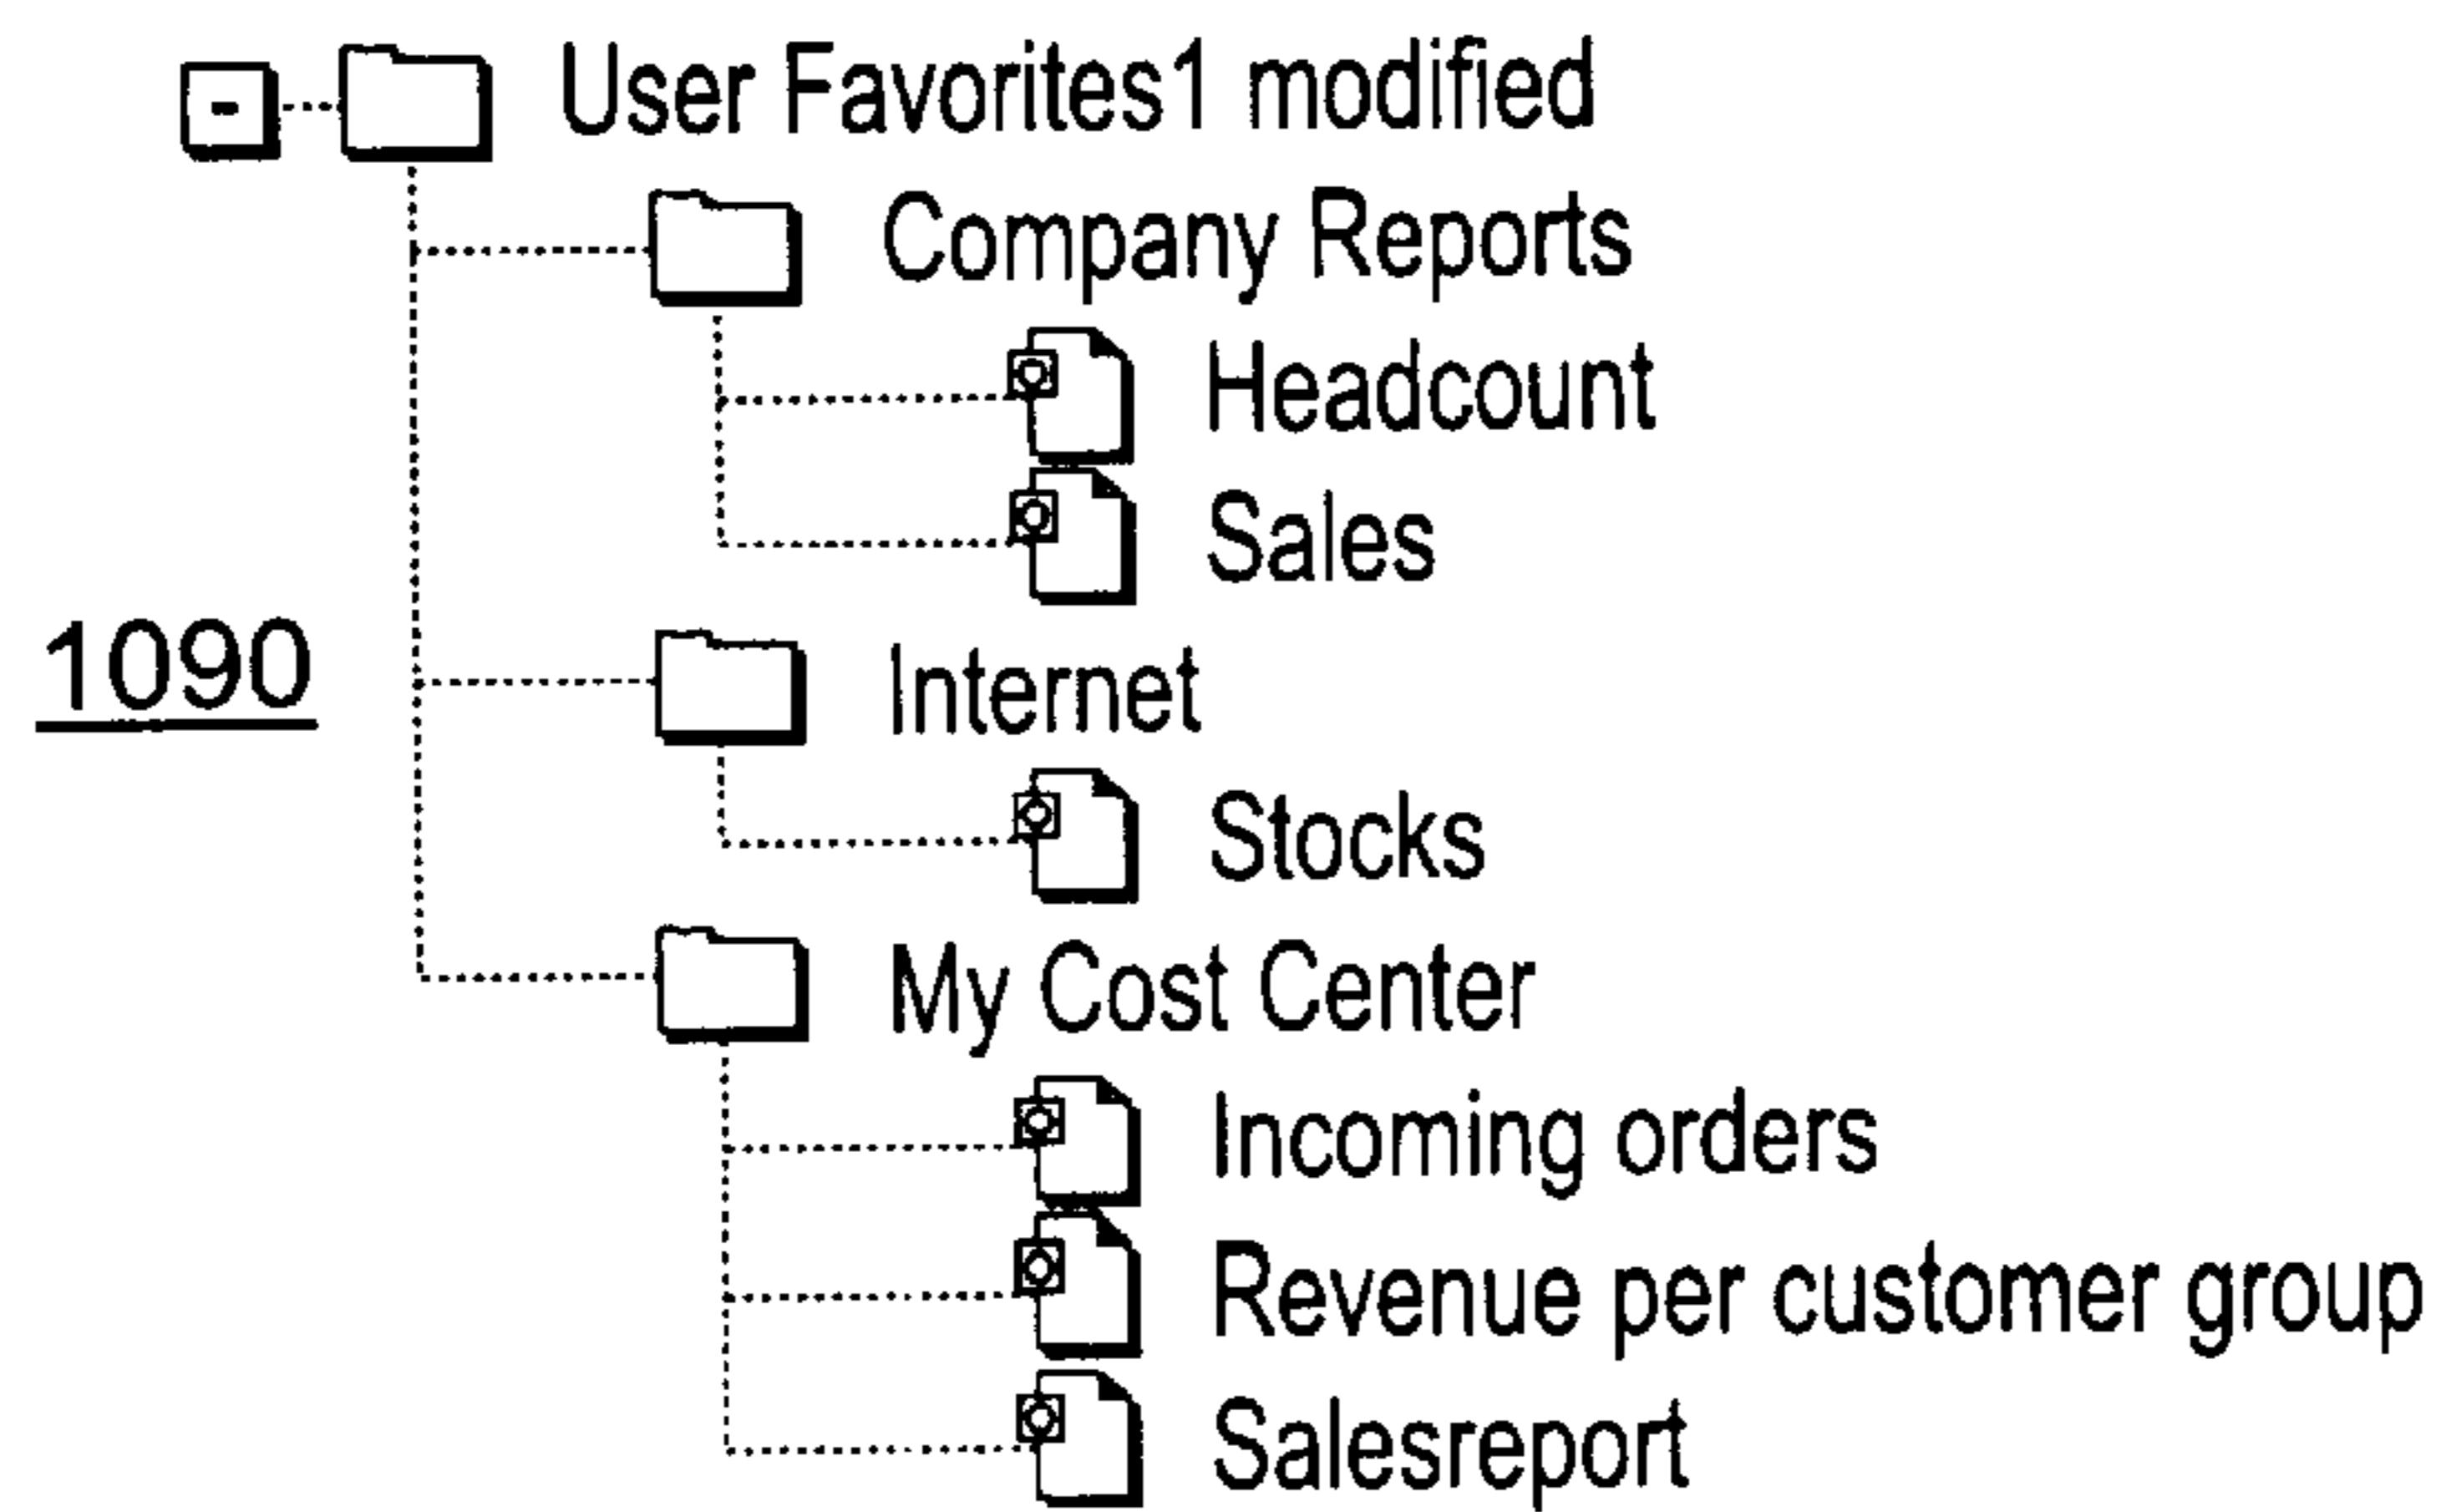 User Favorites1 modified
Company Reports
Headcount
Sales
1090
Internet
Stocks
My Cost Center
Incoming orders
Revenue per customer group
Salesreport